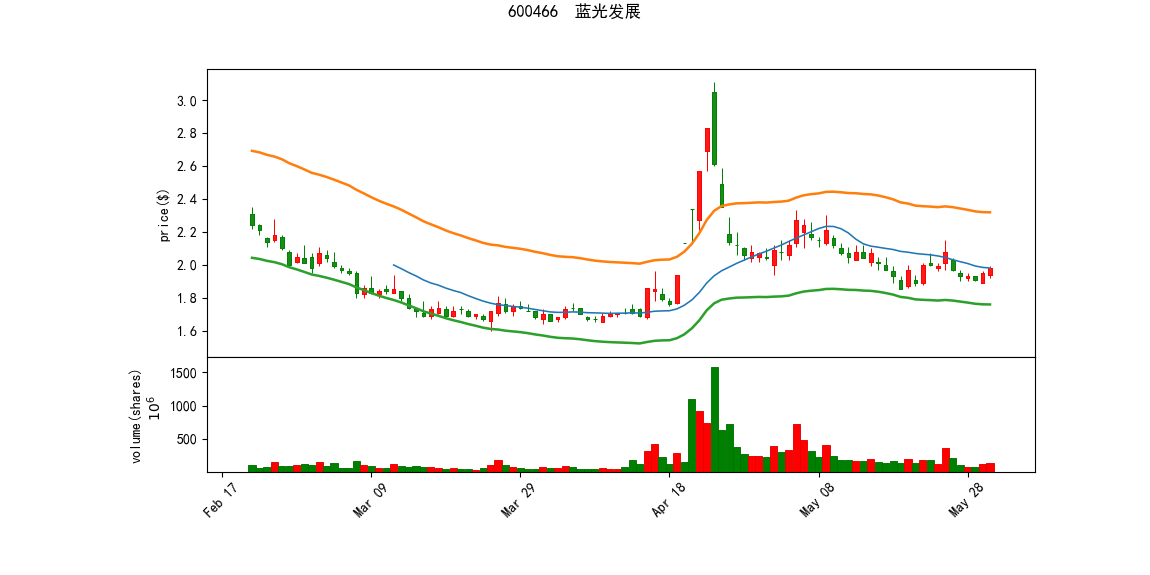 600466 蓝光发展
price($)
3.0
2.8
2.6
2.4
2.2
2.0
1.8
1.6
volume(shares)
10^6
1500
1000
500
Feb 17
Mar 09
Mar 29
Apr 18
May 08
May 28